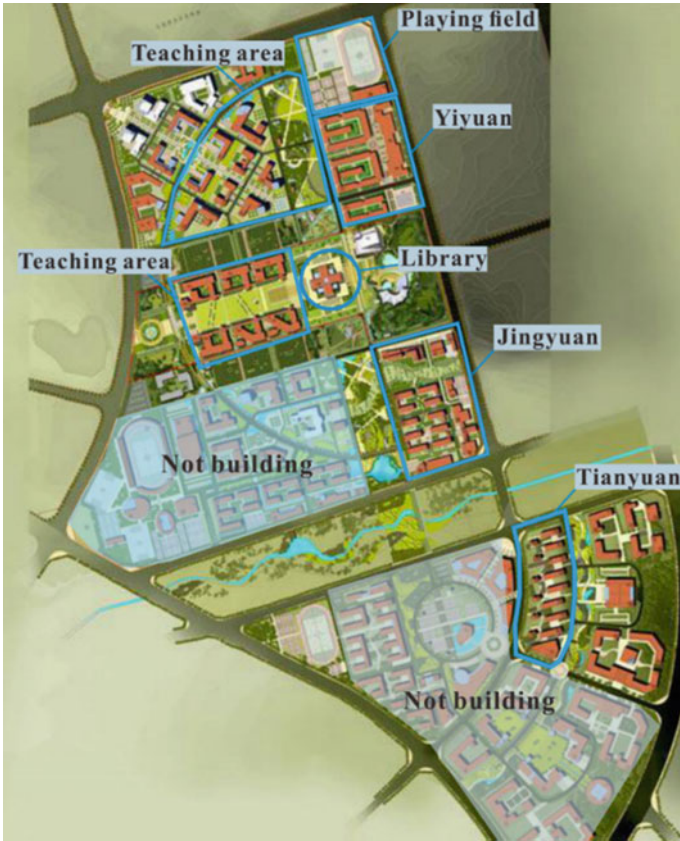 Playing field
Teaching area
Yiyuan
Teaching area
Library
Jingyuan
Not building
Tianyuan
Not building